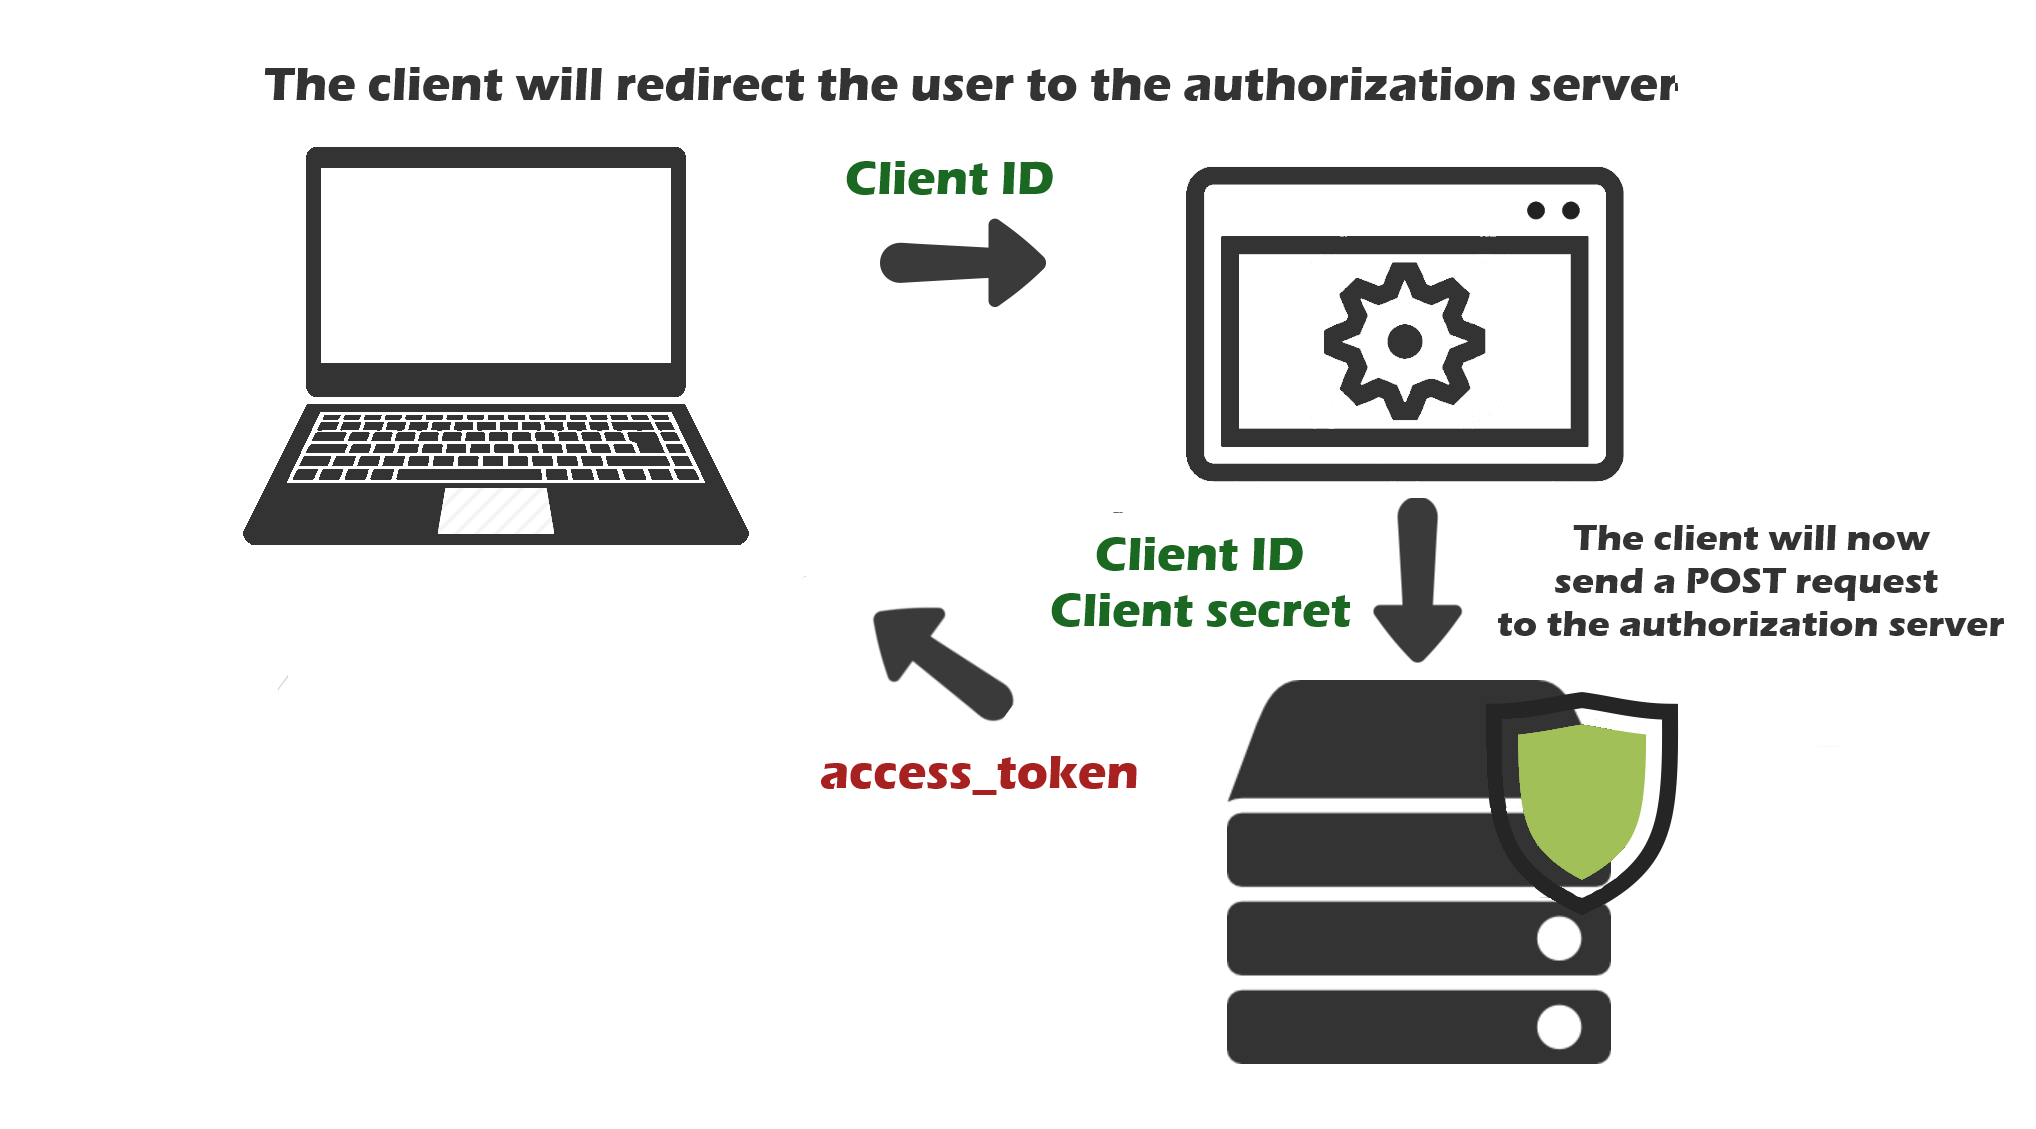 The client will redirect the user to the authorization server
Client ID
Client ID
Client secret
The client will now
send a POST request
to the authorization server
access_token